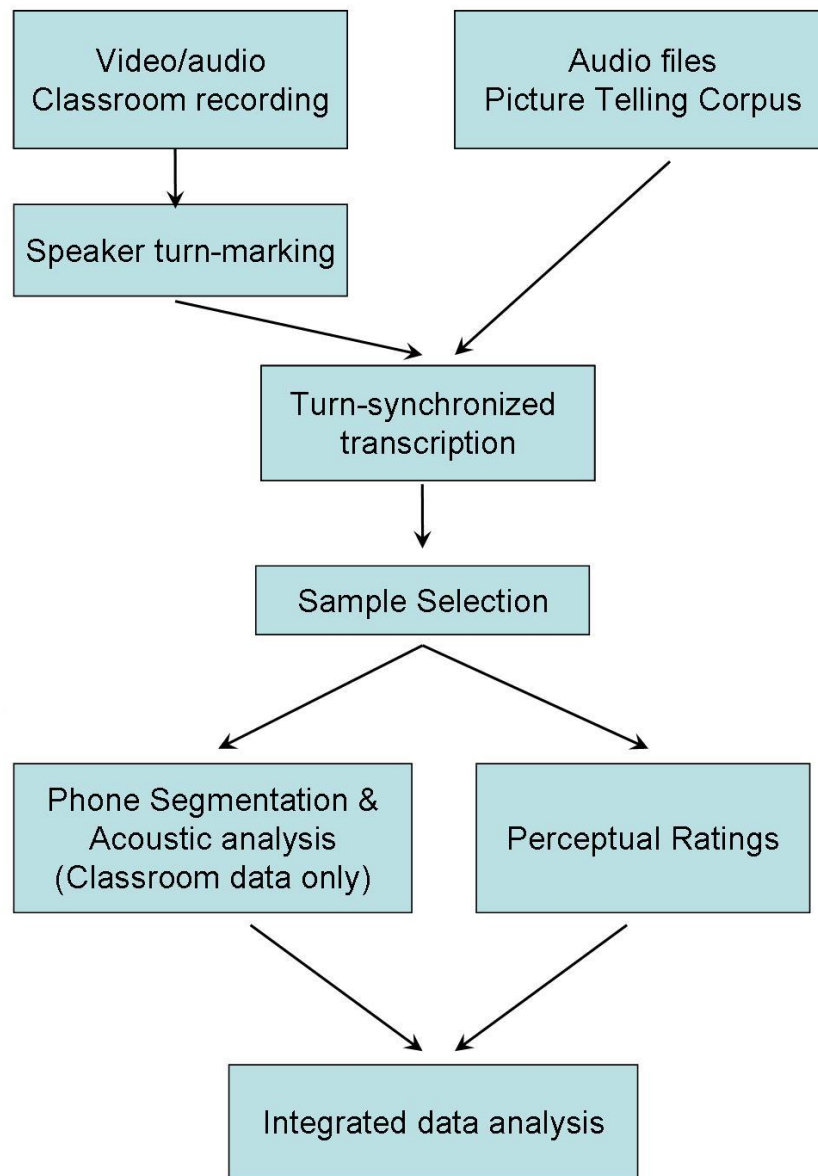 Video/audio
Classroom recording
Audio files
Picture Telling Corpus
Speaker turn-marking
Turn-synchronized
transcription
Sample Selection
Phone Segmentation &
Acoustic analysis
(Classroom data only)
Perceptual Ratings
Integrated data analysis